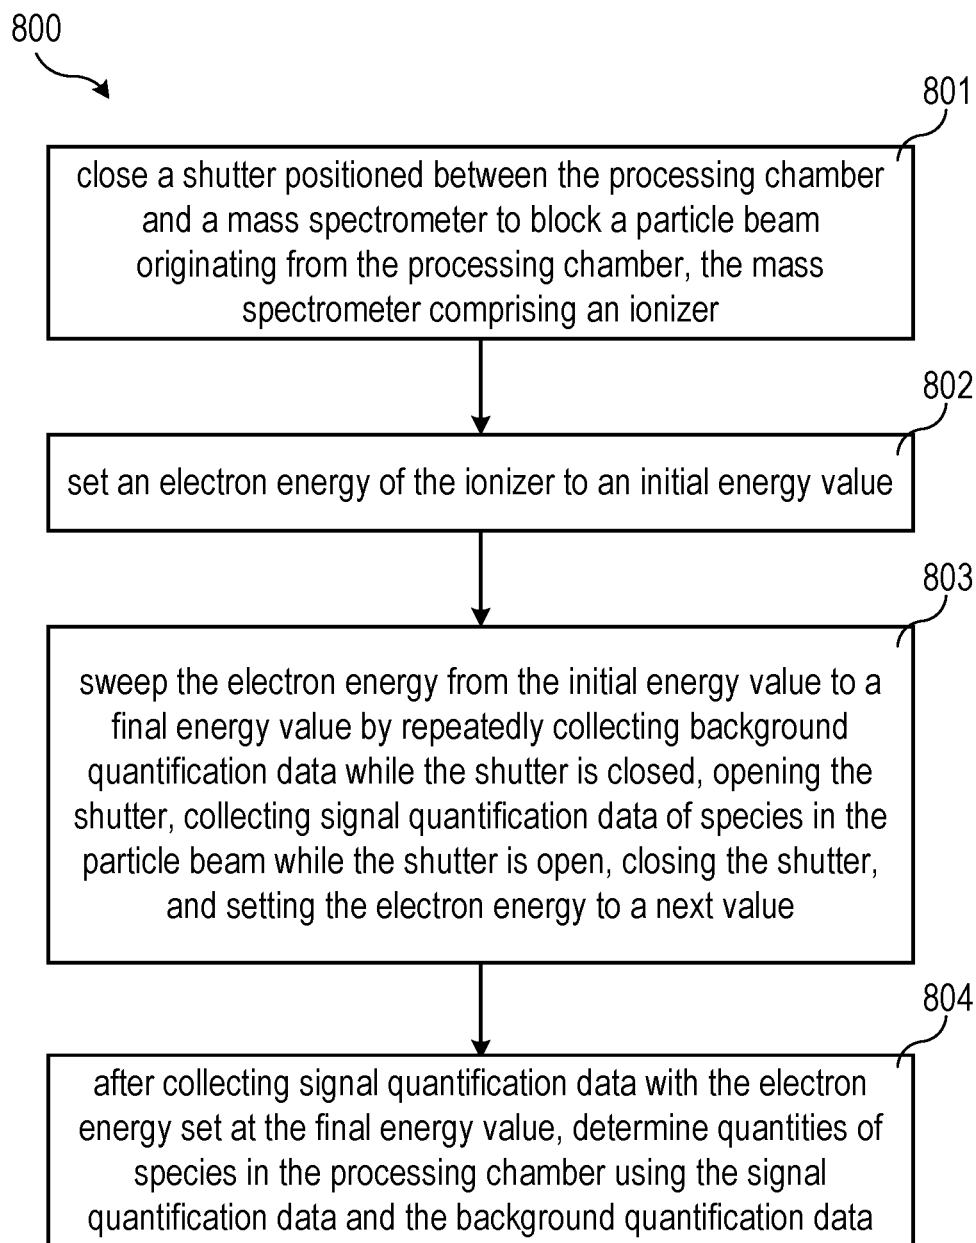 800
801
close a shutter positioned between the processing chamber
and a mass spectrometer to block a particle beam
originating from the processing chamber, the mass
spectrometer comprising an ionizer
802
set an electron energy of the ionizer to an initial energy value
803
sweep the electron energy from the initial energy value to a
final energy value by repeatedly collecting background
quantification data while the shutter is closed, opening the
shutter, collecting signal quantification data of species in the
particle beam while the shutter is open, closing the shutter,
and setting the electron energy to a next value
804
after collecting signal quantification data with the electron
energy set at the final energy value, determine quantities of
species in the processing chamber using the signal
quantification data and the background quantification data